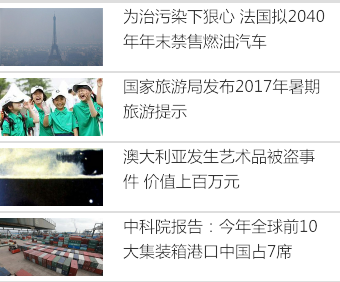 为治污染下狠心 法国拟2040
年年末禁售燃油汽车
国家旅游局发布2017年暑期
旅游提示
澳大利亚发生艺术品被盗事
件 价值上百万元
中科院报告：今年全球前10
大集装箱港口中国占7席